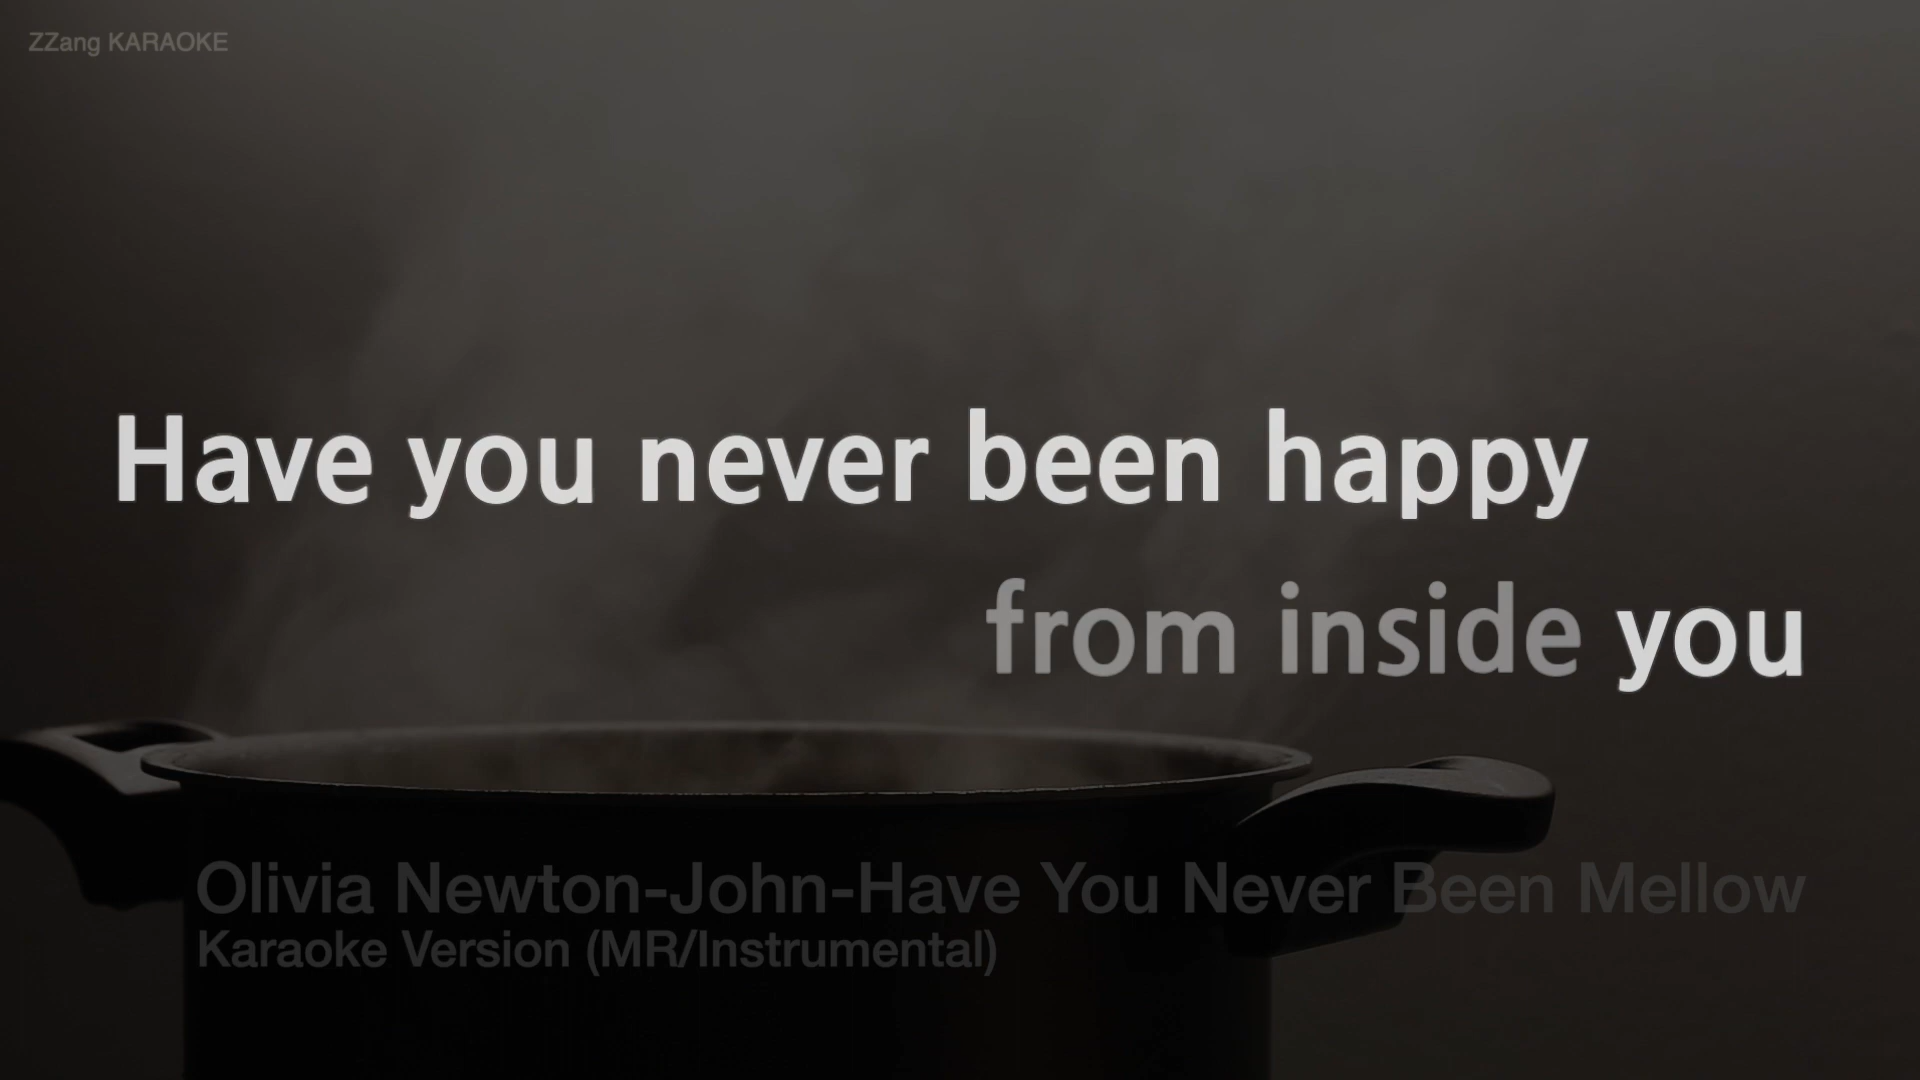 ZZang KARAOKE
Have you never been happy
from inside you
Olivia Newton-John-Have You Never Been Mellow
Karaoke Version (MR/Instrumental)